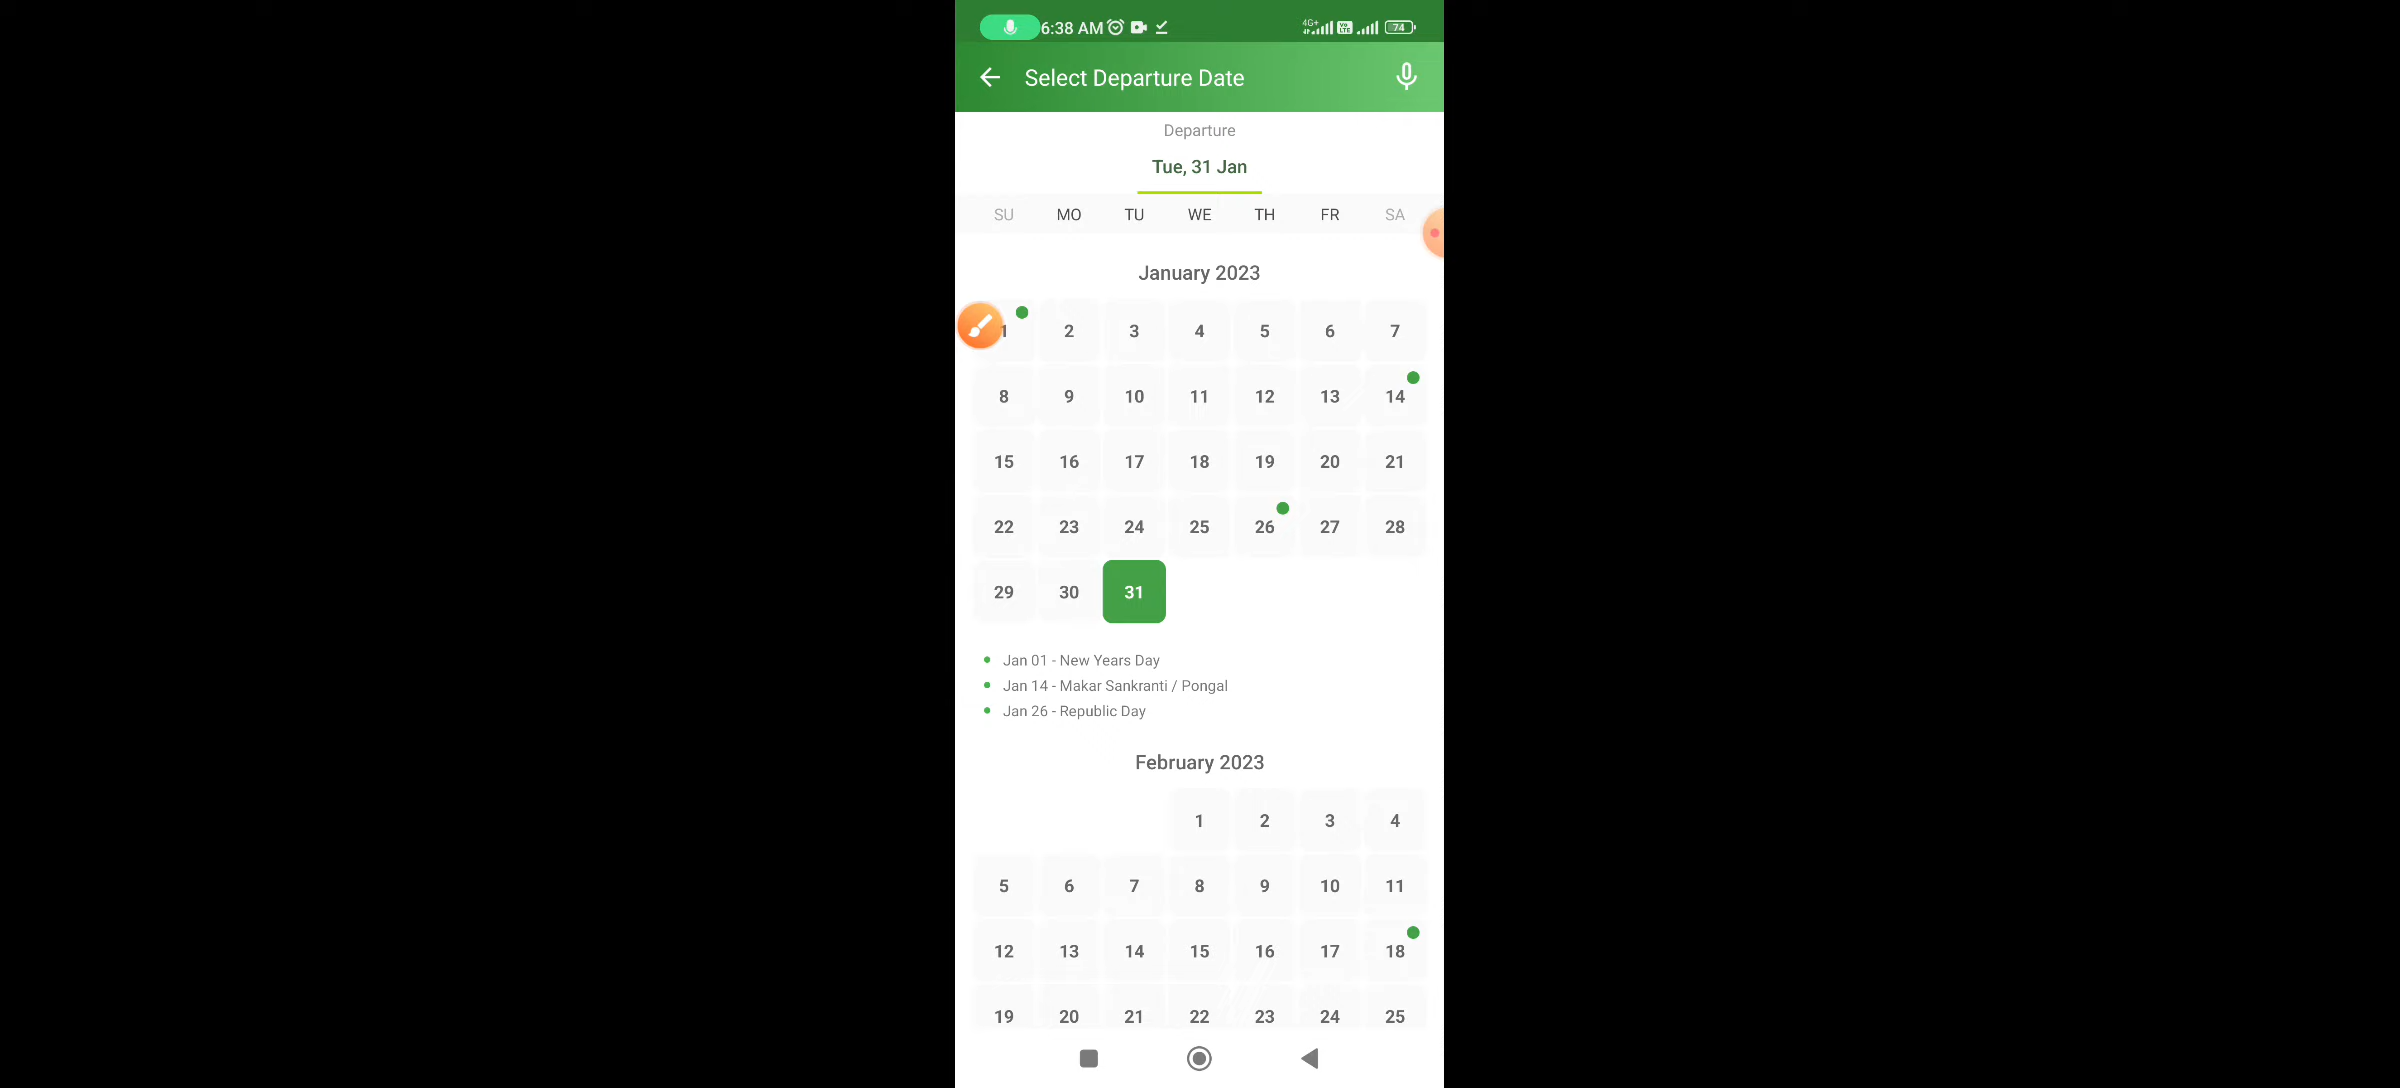 6:38 AM 4G+ Vo LTE 74
Select Departure Date
Departure
Tue, 31 Jan
SU MO TU WE TH FR SA
January 2023
1 2 3 4 5 6 7
8 9 10 11 12 13 14
15 16 17 18 19 20 21
22 23 24 25 26 27 28
29 30 31
Jan 01 - New Years Day
Jan 14 - Makar Sankranti / Pongal
Jan 26 - Republic Day
February 2023
1 2 3 4
5 6 7 8 9 10 11
12 13 14 15 16 17 18
19 20 21 22 23 24 25